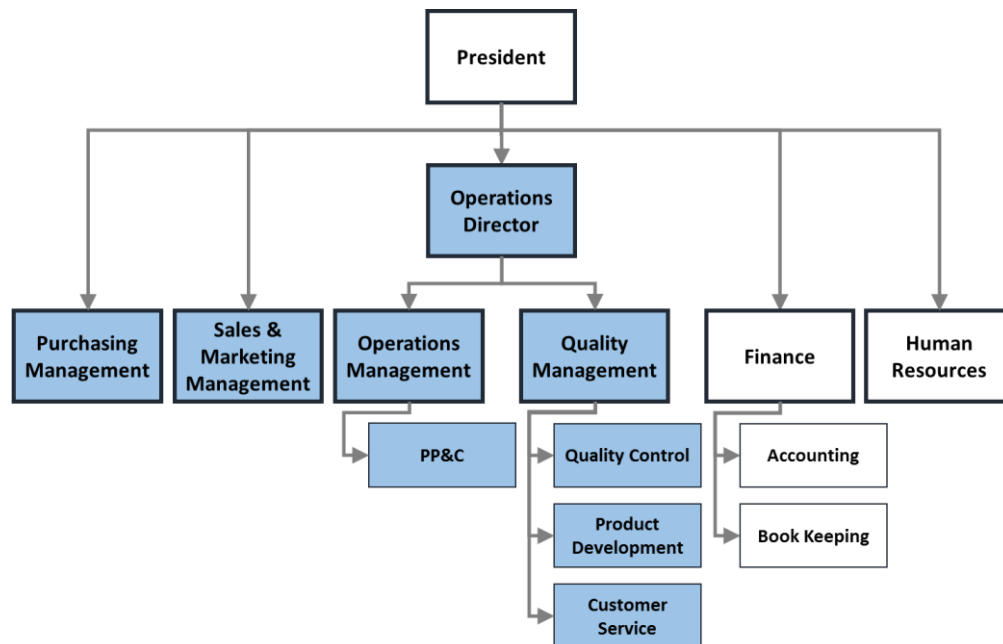 President
Operations
Director
Purchasing
Management
Sales &
Marketing
Management
Operations
Management
Quality
Management
Finance
Human
Resources
PP&C
Quality Control
Accounting
Product
Development
Book Keeping
Customer
Service